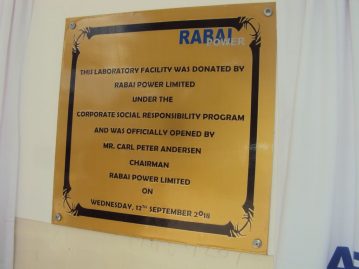 RABAI
POWER
THIS LABORATORY FACILITY WAS DONATED BY
RABAI POWER LIMITED
UNDER THE
CORPORATE SOCIAL RESPONSIBILITY PROGRAM
AND WAS OFFICIALLY OPENED BY
MR. CARL PETER ANDERSEN
CHAIRMAN
RABAI POWER LIMITED
ON
WEDNESDAY, 12TH SEPTEMBER 2018